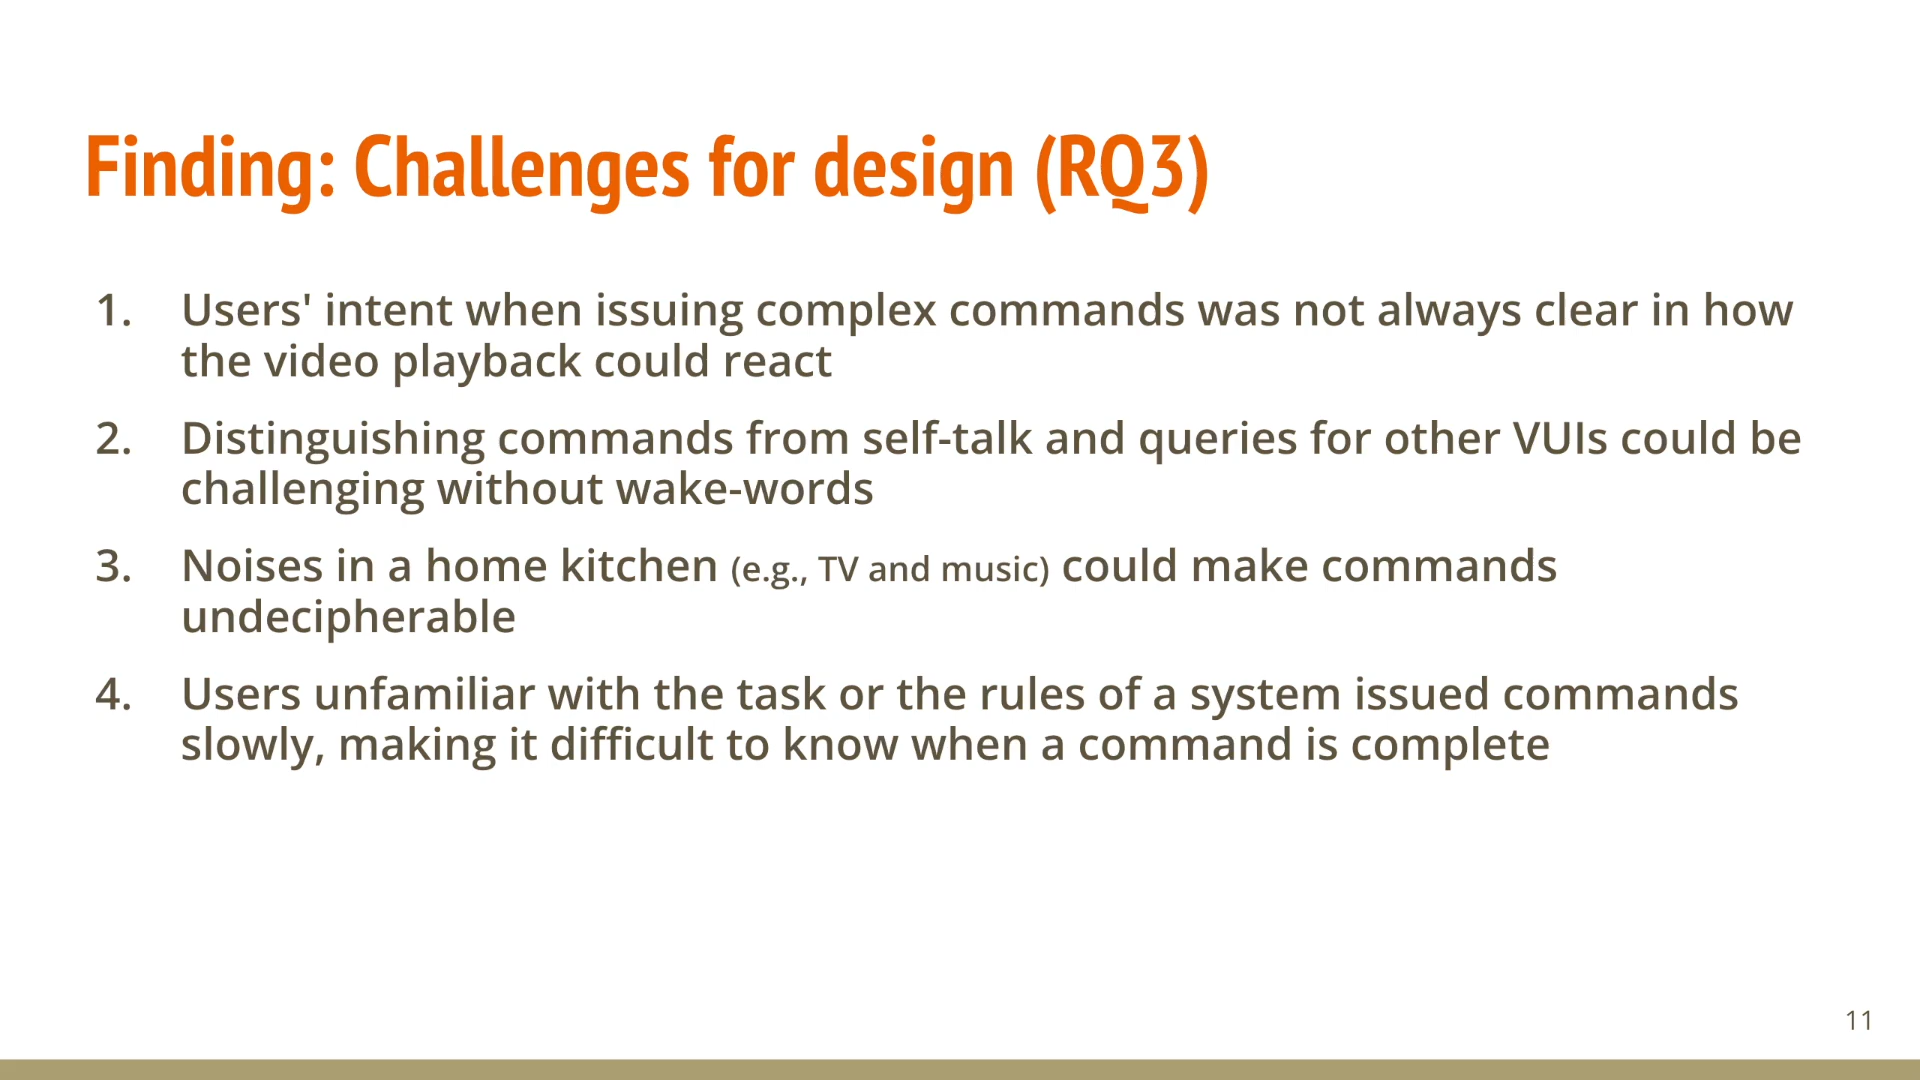 Finding: Challenges for design (RQ3)
1. Users' intent when issuing complex commands was not always clear in how
the video playback could react
2. Distinguishing commands from self-talk and queries for other VUIs could be
challenging without wake-words
3. Noises in a home kitchen (e.g., TV and music) could make commands
undecipherable
4. Users unfamiliar with the task or the rules of a system issued commands
slowly, making it difficult to know when a command is complete
11